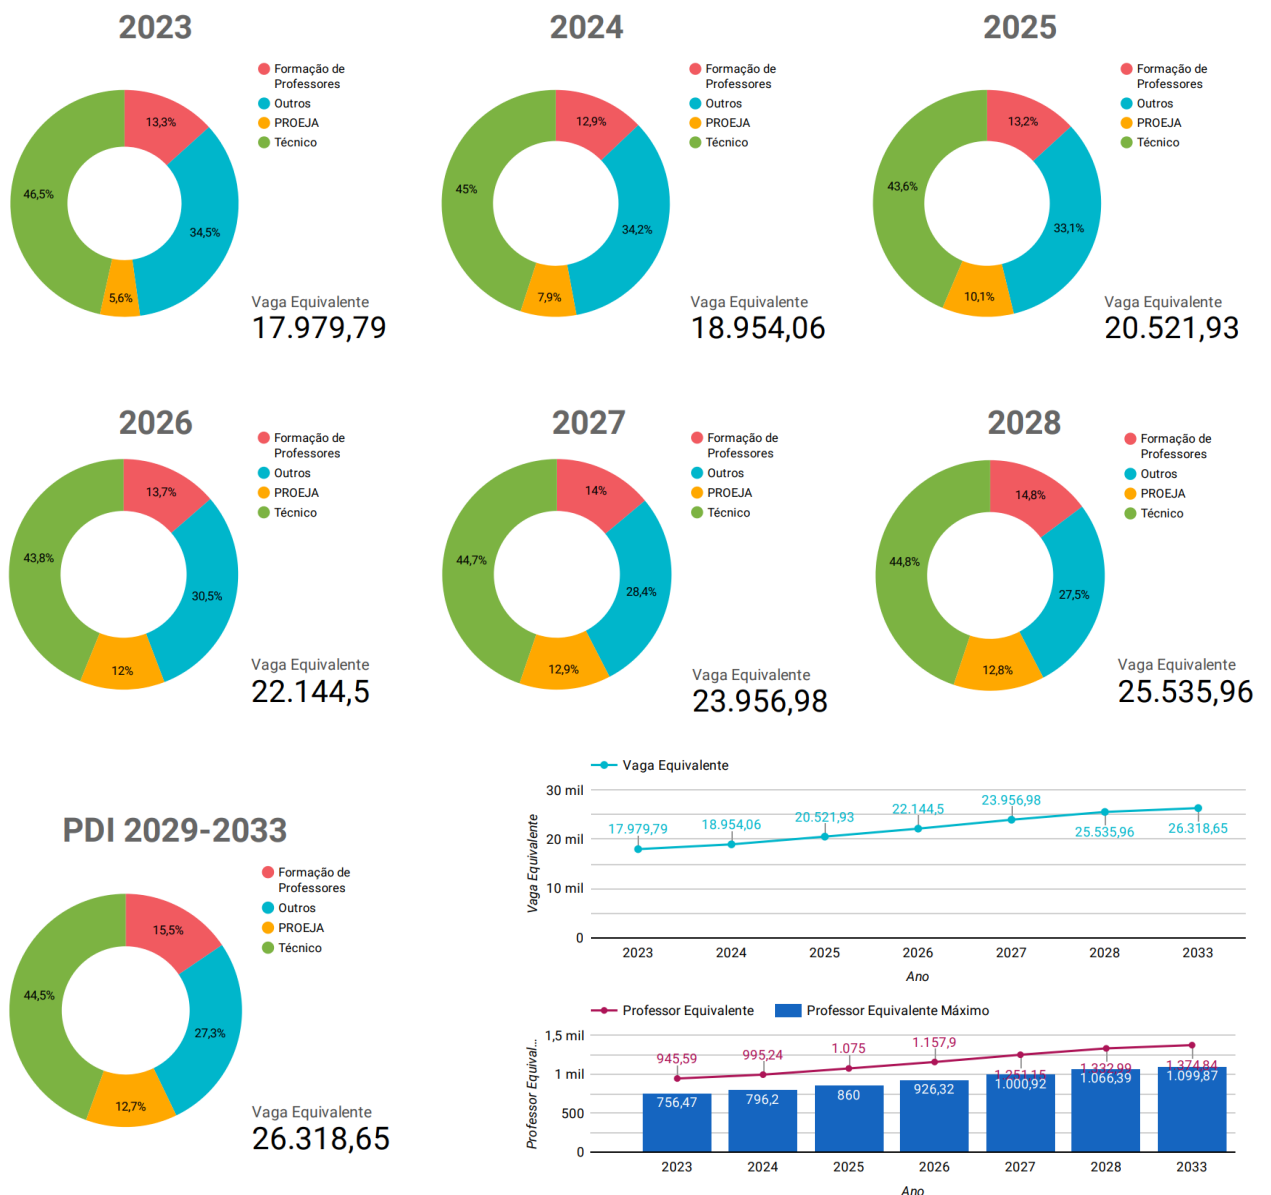 2023
Formação de
Professores
Outros
PROEJA
Técnico
13,3%
46,5%
34,5%
5,6%
Vaga Equivalente
17.979,79
2024
Formação de
Professores
Outros
PROEJA
Técnico
12,9%
45%
34,2%
7,9%
Vaga Equivalente
18.954,06
2025
Formação de
Professores
Outros
PROEJA
Técnico
13,2%
43,6%
33,1%
10,1%
Vaga Equivalente
20.521,93
2026
Formação de
Professores
Outros
PROEJA
Técnico
13,7%
43,8%
30,5%
12%
Vaga Equivalente
22.144,5
2027
Formação de
Professores
Outros
PROEJA
Técnico
14%
44,7%
28,4%
12,9%
Vaga Equivalente
23.956,98
2028
Formação de
Professores
Outros
PROEJA
Técnico
14,8%
44,8%
27,5%
12,8%
Vaga Equivalente
25.535,96
PDI 2029-2033
Formação de
Professores
Outros
PROEJA
Técnico
15,5%
44,5%
27,3%
12,7%
Vaga Equivalente
26.318,65
Vaga Equivalente
30 mil
20 mil
10 mil
0
Vaga Equivalente
17.979,79 18.954,06 20.521,93 22.144,5 23.956,98 25.535,96 26.318,65
2023 2024 2025 2026 2027 2028 2033
Ano
Professor Equivalente Professor Equivalente Máximo
1,5 mil
1 mil
500
0
Professor Equival...
945,59 995,24 1.075 1.157,9 1.251,15 1.332,99 1.374,84
756,47 796,2 860 926,32 1.000,92 1.066,39 1.099,87
2023 2024 2025 2026 2027 2028 2033
Ano